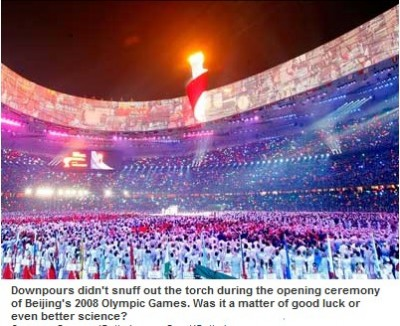 Downpours didn't snuff out the torch during the opening ceremony
of Beijing's 2008 Olympic Games. Was it a matter of good luck or
even better science?